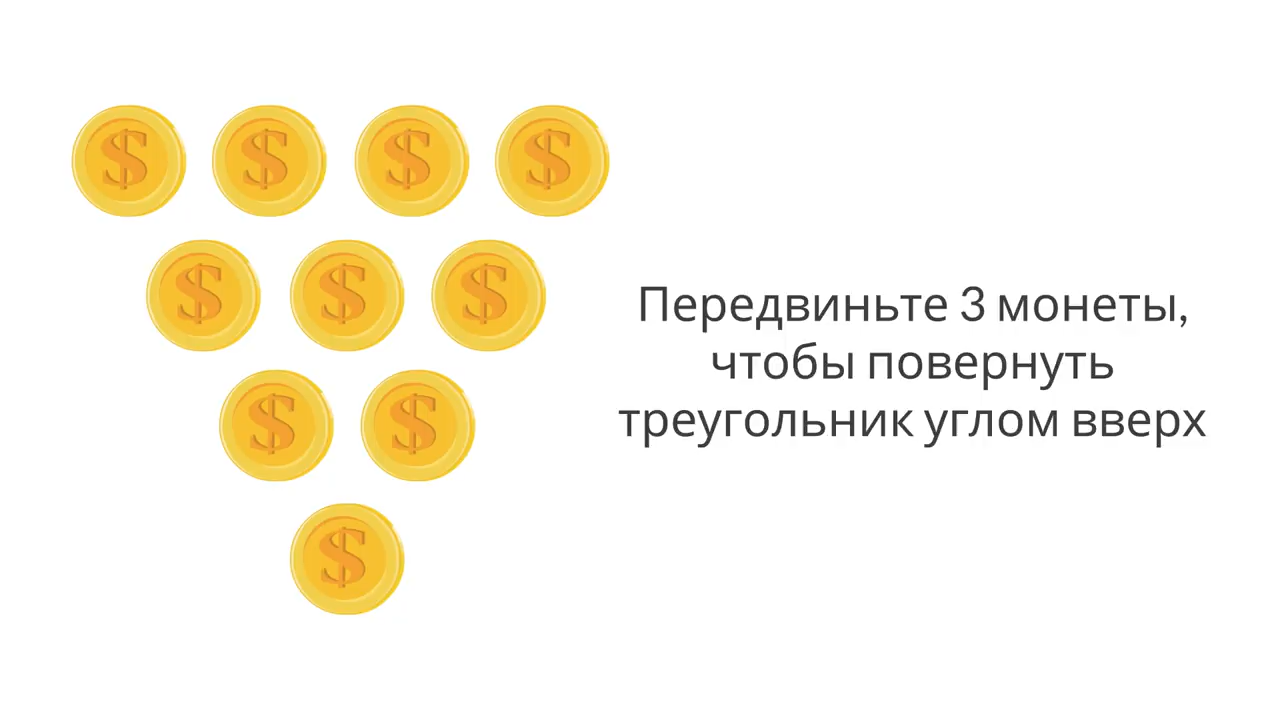 $ $ $ $
$ $ $
$ $
$
Передвиньте 3 монеты,
чтобы повернуть
треугольник углом вверх